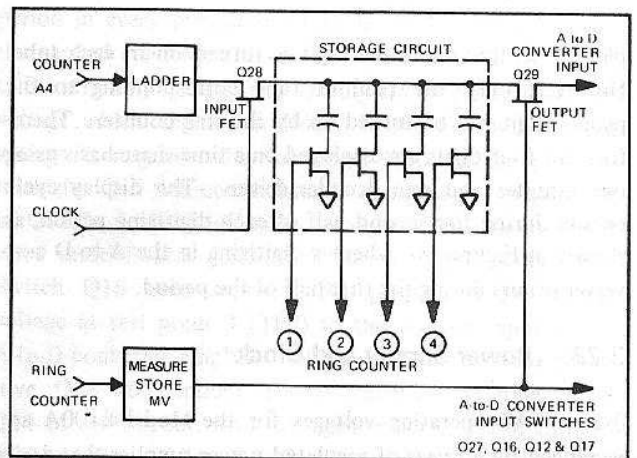 A-to-D
CONVERTER
INPUT
STORAGE CIRCUIT
COUNTER
A4
LADDER
Q28
Q29
INPUT
FET
OUTPUT
FET
CLOCK
1 2 3 4
RING COUNTER
RING
COUNTER
MEASURE
STORE
MV
A-to-D CONVERTER
INPUT SWITCHES
Q27, Q16, Q12 & Q17